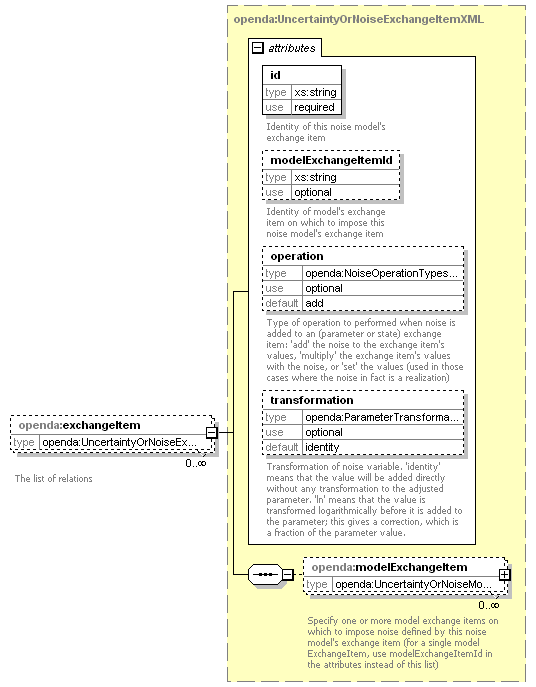 openda:UncertaintyOrNoiseExchangeItemXML
attributes
id
type xs:string
use required
Identity of this noise model's
exchange item
modelExchangeItemId
type xs:string
use optional
Identity of model's exchange
item on which to impose this
noise model's exchange item
operation
type openda:NoiseOperationTypes...
use optional
default add
Type of operation to performed when noise is
added to an (parameter or state) exchange
item: 'add' the noise to the exchange item's
values, 'multiply' the exchange item's values
with the noise, or 'set' the values (used in those
cases where the noise in fact is a realization)
transformation
type openda:ParameterTransforma...
use optional
default identity
Transformation of noise variable. 'identity'
means that the value will be added directly
without any transformation to the adjusted
parameter. 'ln' means that the value is
transformed logarithmically before it is added to
the parameter; this gives a correction, which is
a fraction of the parameter value.
openda:exchangeItem
type openda:UncertaintyOrNoiseEx...
0..∞
The list of relations
openda:modelExchangeItem
type openda:UncertaintyOrNoiseMo...
0..∞
Specify one or more model exchange items on
which to impose noise defined by this noise
model's exchange item (for a single model
ExchangeItem, use modelExchangeItemId in
the attributes instead of this list)